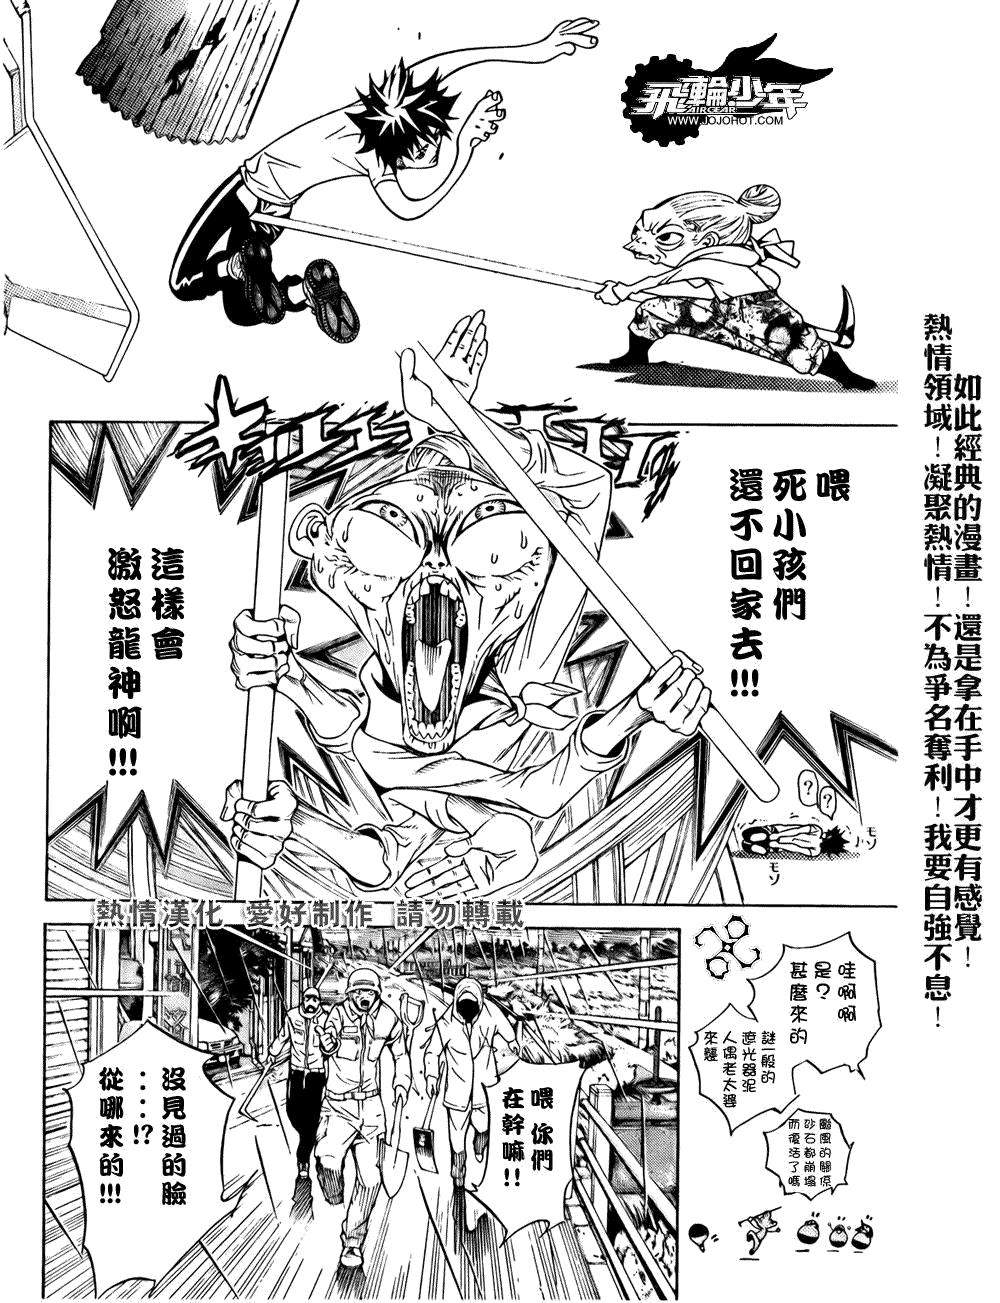 飛輪少年
AIRGEAR
WWW.JOJOHOT.COM
如此經典的漫畫！還是拿在手中才更有感覺！
熱情領域！凝聚熱情！不為爭名奪利！我要自強不息！
喂
死小孩們
還不回家去!!!
這樣會
激怒龍神啊!!!
?
?
モソ
モソ
熱情漢化 愛好制作 請勿轉載
哇啊啊
是?
甚麼來的
謎一般的
遮光器泥
人偶老太婆
來襲
颱風的關係
砂石都崩塌
而復活了嗎
喂 你們
在幹嘛!!
沒見過的臉
....!?
從哪來的!!!